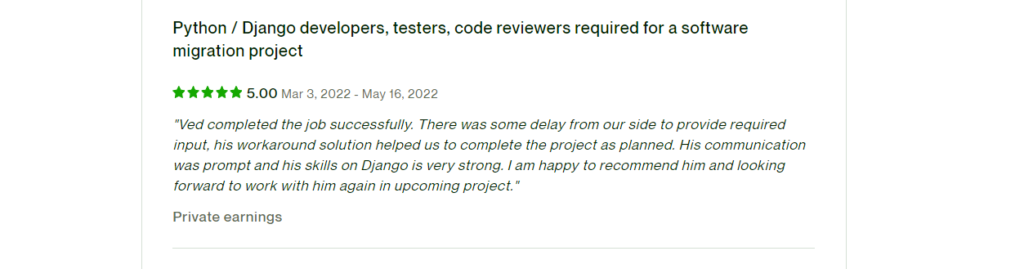 Python / Django developers, testers, code reviewers required for a software
migration project
5.00 Mar 3, 2022 - May 16, 2022
"Ved completed the job successfully. There was some delay from our side to provide required
input, his workaround solution helped us to complete the project as planned. His communication
was prompt and his skills on Django is very strong. I am happy to recommend him and looking
forward to work with him again in upcoming project."
Private earnings